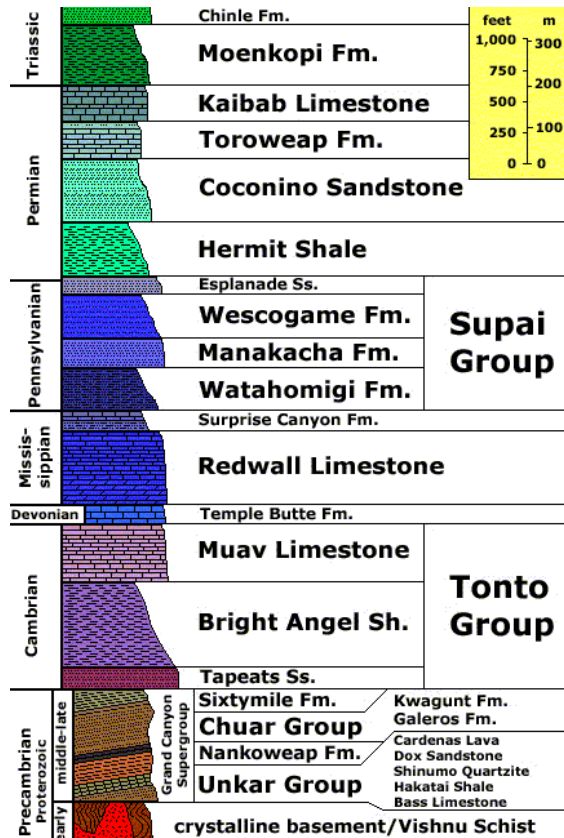 Chinle Fm.
Triassic
Moenkopi Fm.
feet m
1,000 300
750
200
500
250 100
0 0
Permian
Kaibab Limestone
Toroweap Fm.
Coconino Sandstone
Hermit Shale
Pennsylvanian
Esplanade Ss.
Wescogame Fm.
Manakacha Fm.
Watahomigi Fm.
Supai
Group
Missis-
sippian
Surprise Canyon Fm.
Redwall Limestone
Devonian
Temple Butte Fm.
Cambrian
Muav Limestone
Bright Angel Sh.
Tapeats Ss.
Tonto
Group
Precambrian
Proterozoic
middle-late
early
Grand Canyon
Supergroup
Sixtymile Fm.
Chuar Group
Nankoweap Fm.
Unkar Group
Kwagunt Fm.
Galeros Fm.
Cardenas Lava
Dox Sandstone
Shinumo Quartzite
Hakatai Shale
Bass Limestone
crystalline basement/Vishnu Schist